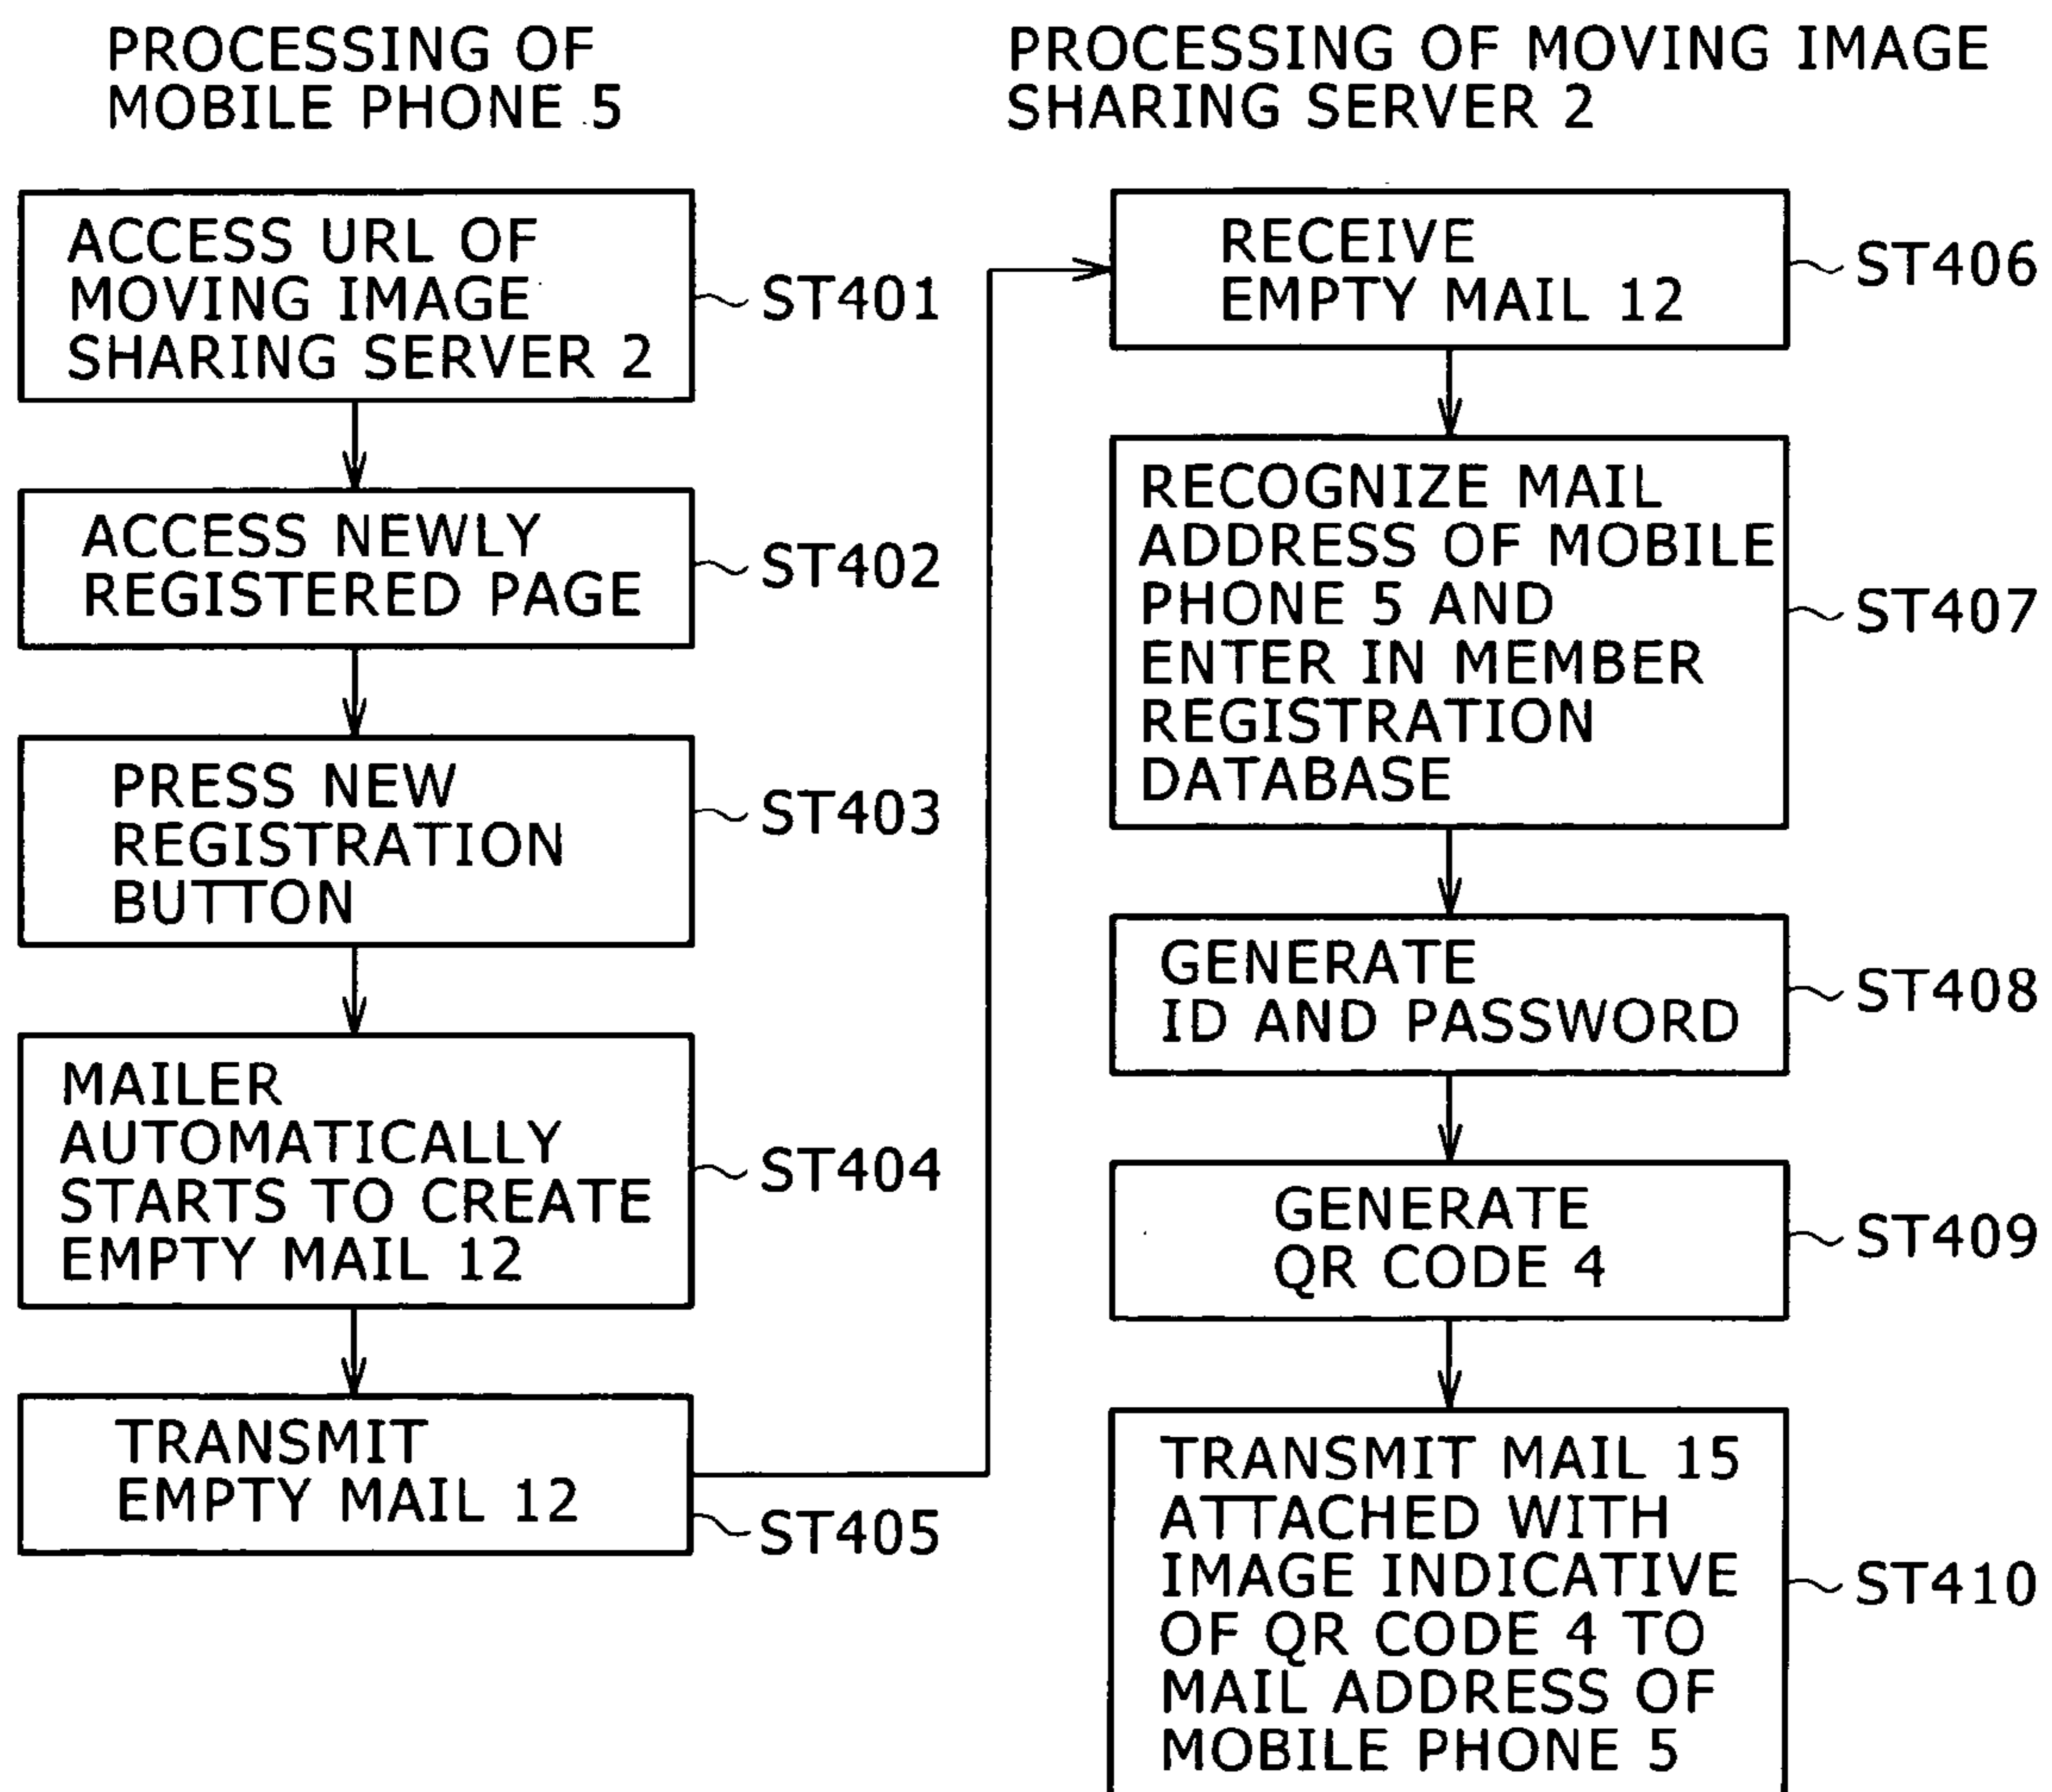 PROCESSING OF
MOBILE PHONE 5
ACCESS URL OF
MOVING IMAGE
SHARING SERVER 2
ST401
ACCESS NEWLY
REGISTERED PAGE
ST402
PRESS NEW
REGISTRATION
BUTTON
ST403
MAILER
AUTOMATICALLY
STARTS TO CREATE
EMPTY MAIL 12
ST404
TRANSMIT
EMPTY MAIL 12
ST405
PROCESSING OF MOVING IMAGE
SHARING SERVER 2
RECEIVE
EMPTY MAIL 12
ST406
RECOGNIZE MAIL
ADDRESS OF MOBILE
PHONE 5 AND
ENTER IN MEMBER
REGISTRATION
DATABASE
ST407
GENERATE
ID AND PASSWORD
ST408
GENERATE
QR CODE 4
ST409
TRANSMIT MAIL 15
ATTACHED WITH
IMAGE INDICATIVE
OF QR CODE 4 TO
MAIL ADDRESS OF
MOBILE PHONE 5
ST410